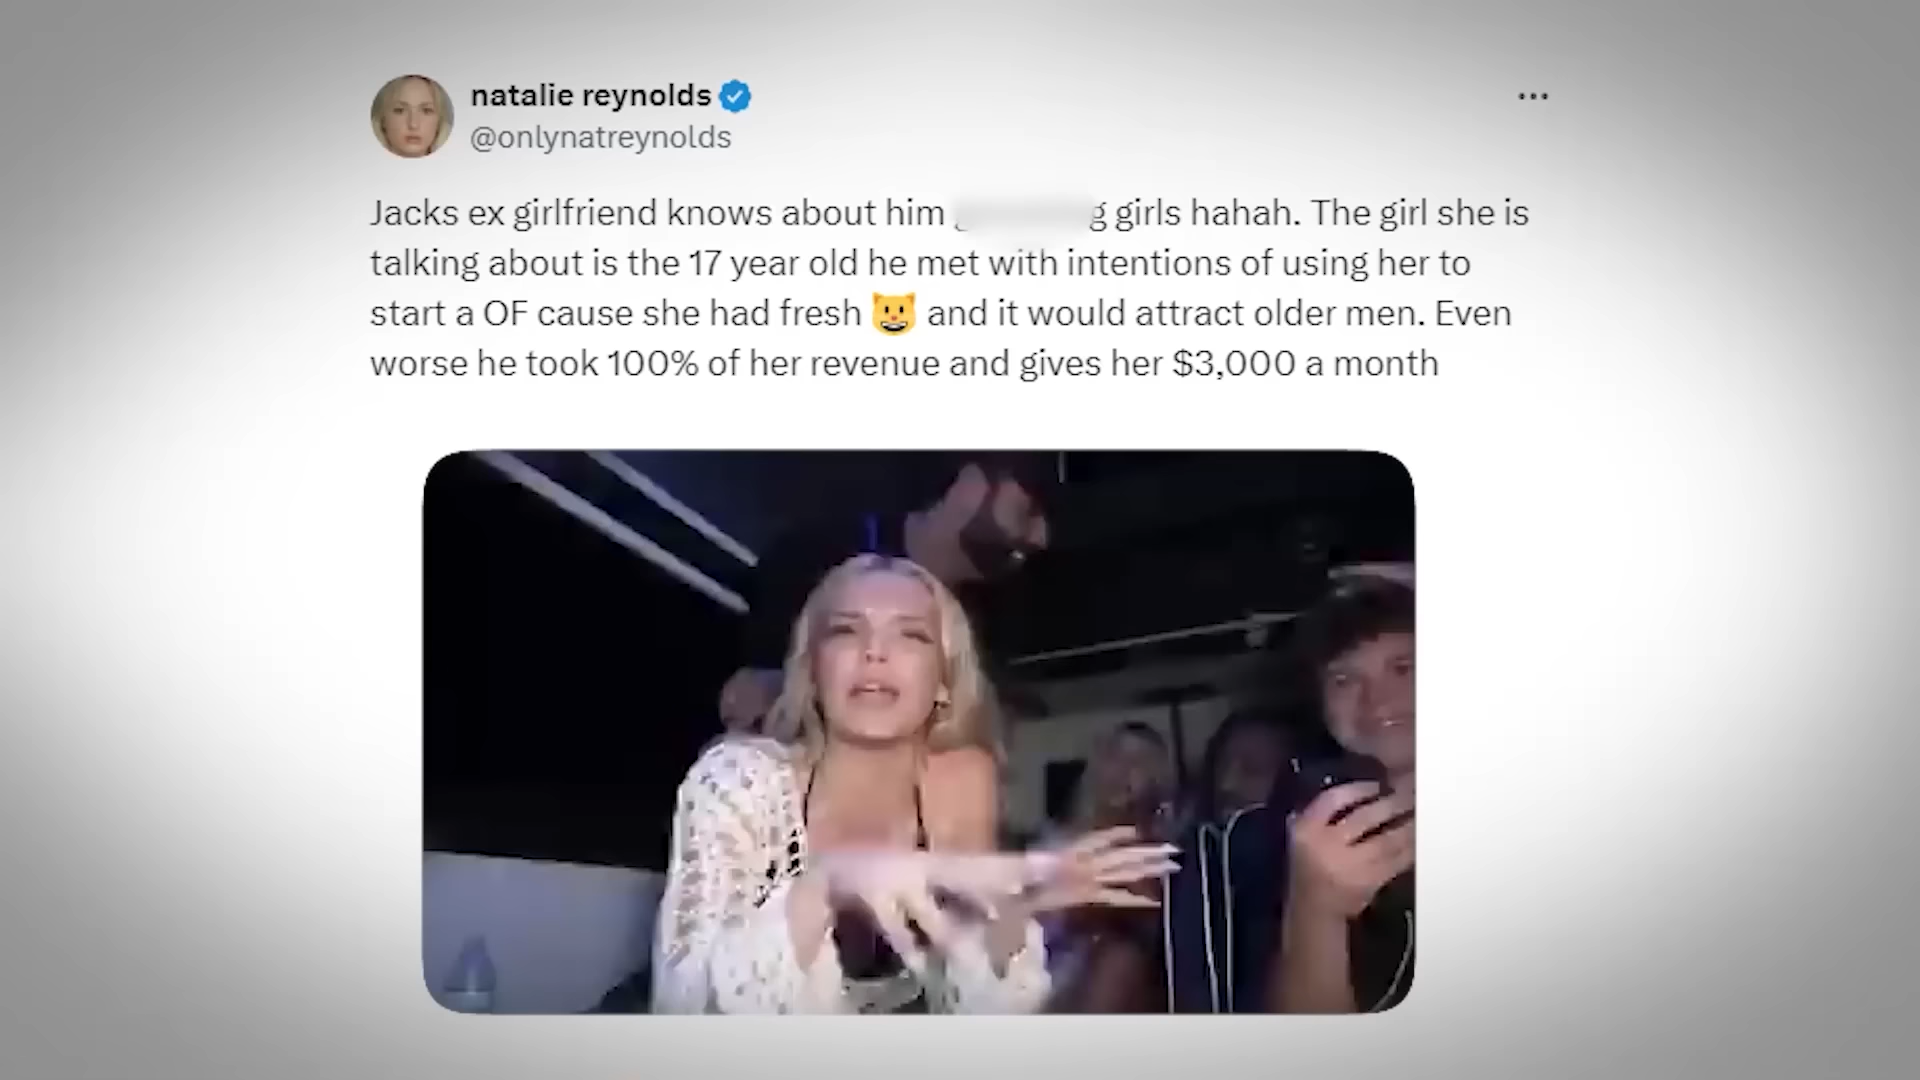 natalie reynolds
@onlynatreynolds
Jacks ex girlfriend knows about him girls hahah. The girl she is
talking about is the 17 year old he met with intentions of using her to
start a OF cause she had fresh 😺 and it would attract older men. Even
worse he took 100% of her revenue and gives her $3,000 a month